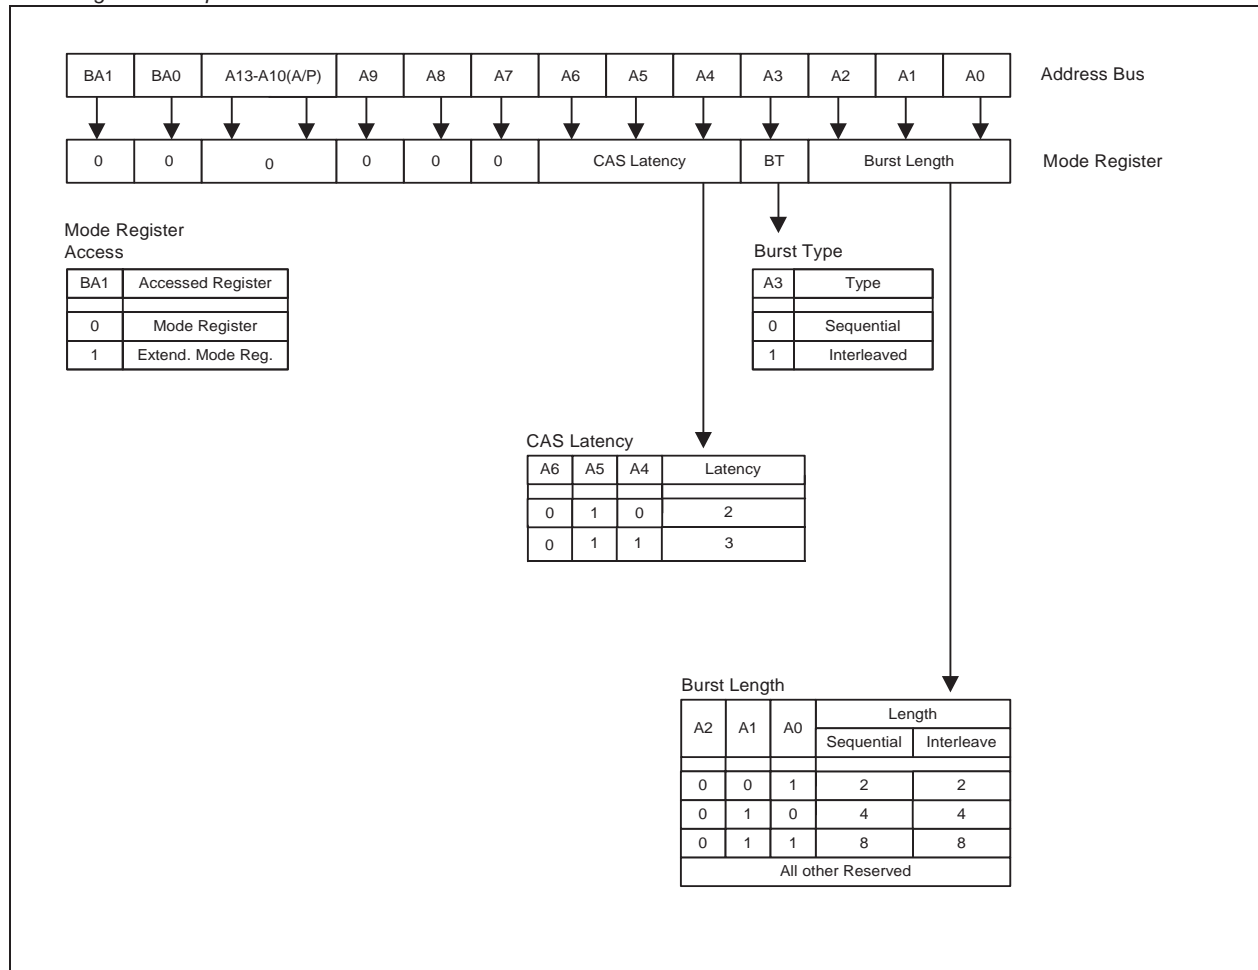 BA1 BA0 A13-A10(A/P) A9 A8 A7 A6 A5 A4 A3 A2 A1 A0 Address Bus
0 0 0 0 0 0 CAS Latency BT Burst Length Mode Register
Mode Register
Access
BA1 Accessed Register
0 Mode Register
1 Extend. Mode Reg.
Burst Type
A3 Type
0 Sequential
1 Interleaved
CAS Latency
A6 A5 A4 Latency
0 1 0 2
0 1 1 3
Burst Length
A2 A1 A0 Length
Sequential Interleave
0 0 1 2 2
0 1 0 4 4
0 1 1 8 8
All other Reserved